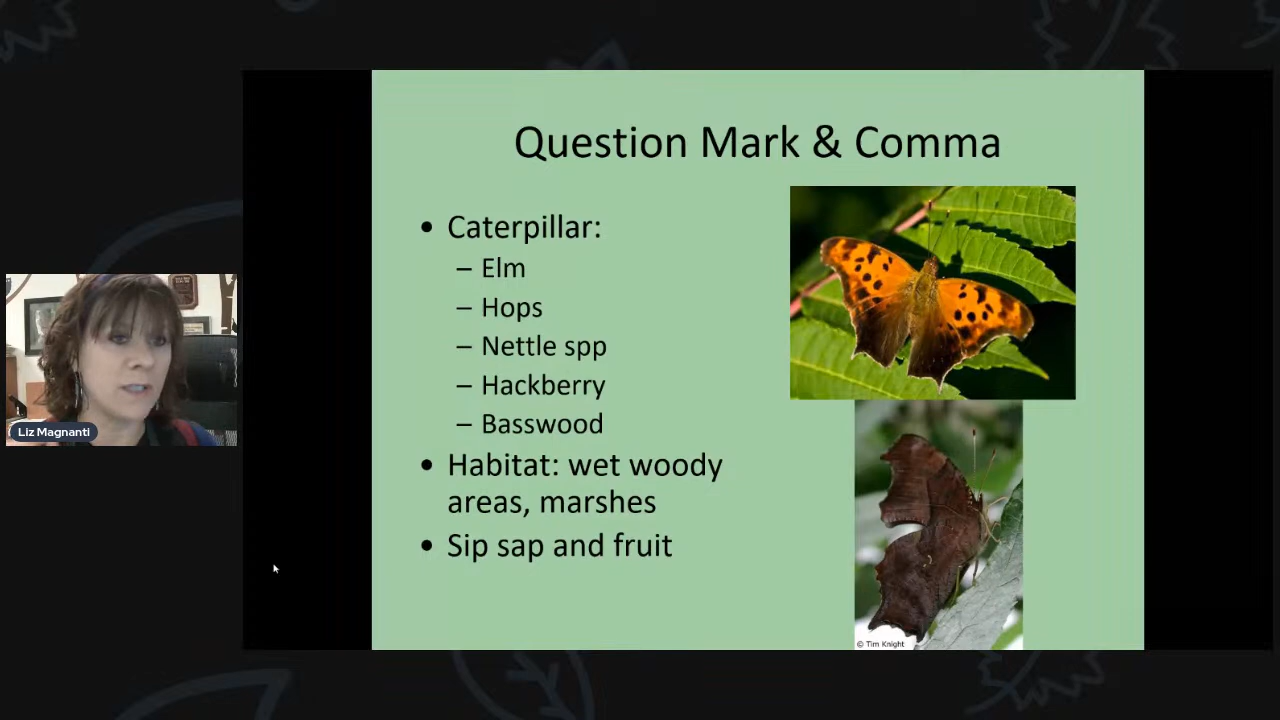 Question Mark & Comma
• Caterpillar:
– Elm
– Hops
– Nettle spp
– Hackberry
– Basswood
• Habitat: wet woody
areas, marshes
• Sip sap and fruit
Liz Magnanti
© Tim Knight